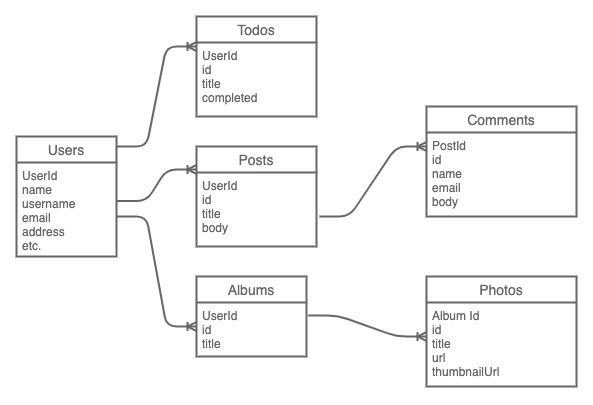 Todos
UserId
id
title
completed
Users
UserId
name
username
email
address
etc.
Posts
UserId
id
title
body
Comments
PostId
id
name
email
body
Albums
UserId
id
title
Photos
Album Id
id
title
url
thumbnailUrl